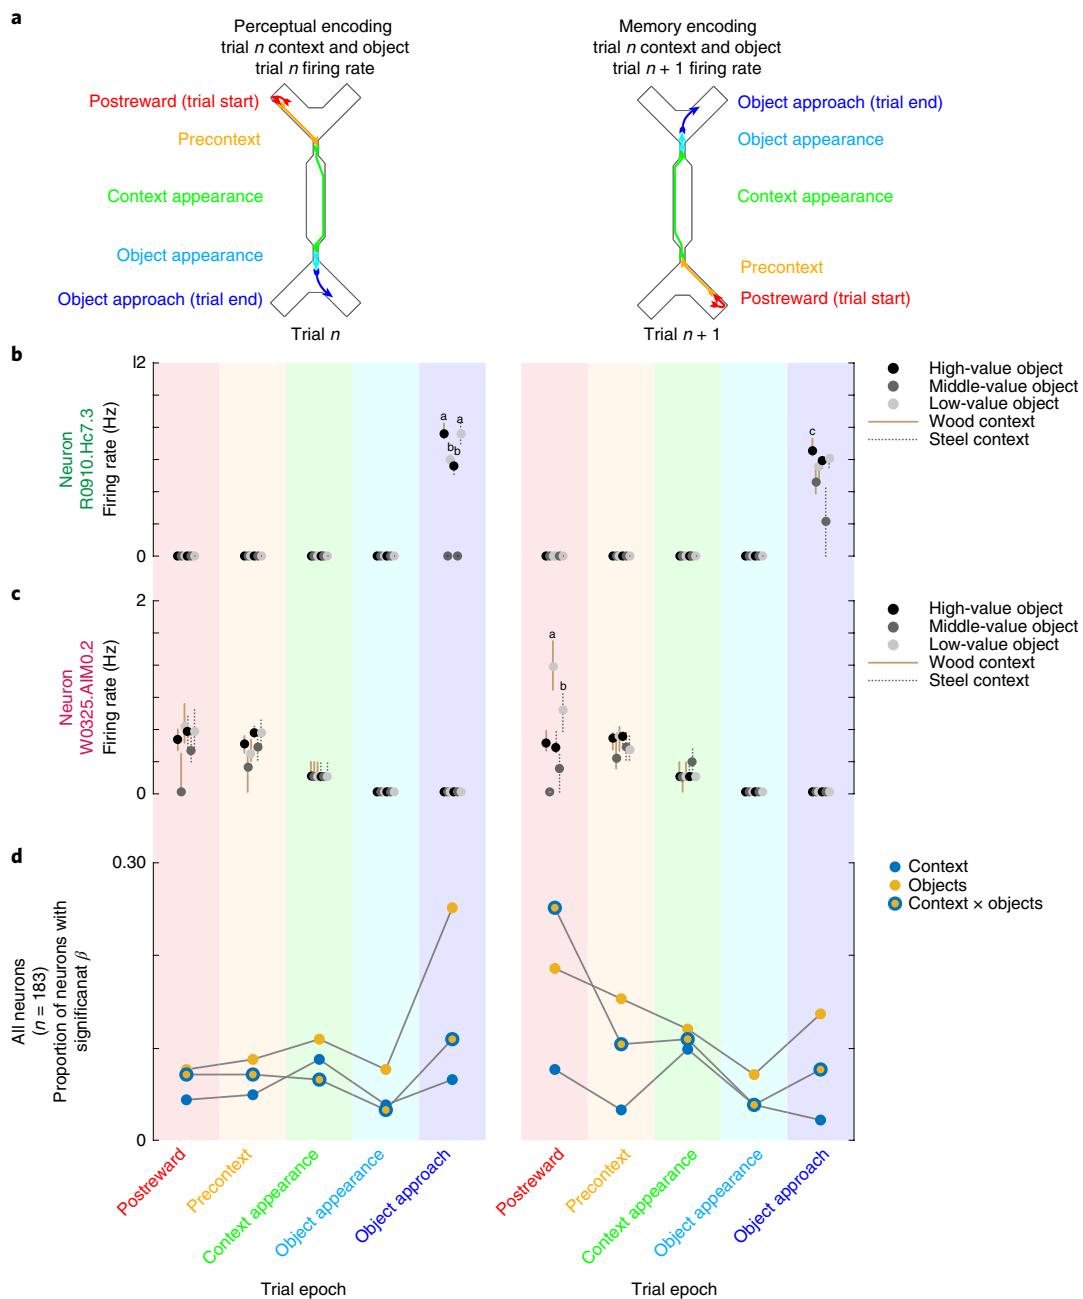 a
Perceptual encoding
trial n context and object
trial n firing rate
Postreward (trial start)
Precontext
Context appearance
Object appearance
Object approach (trial end)
Trial n
Memory encoding
trial n context and object
trial n + 1 firing rate
Object approach (trial end)
Object appearance
Context appearance
Precontext
Postreward (trial start)
Trial n + 1
b
Neuron
R0910.Hc7.3
Firing rate (Hz)
I2
0
a a
b b
c
High-value object
Middle-value object
Low-value object
Wood context
Steel context
c
Neuron
W0325.AIM0.2
Firing rate (Hz)
2
0
a
b
High-value object
Middle-value object
Low-value object
Wood context
Steel context
d
All neurons
(n = 183)
Proportion of neurons with
significanat β
0.30
0
Context
Objects
Context × objects
Postreward
Precontext
Context appearance
Object appearance
Object approach
Trial epoch
Postreward
Precontext
Context appearance
Object appearance
Object approach
Trial epoch